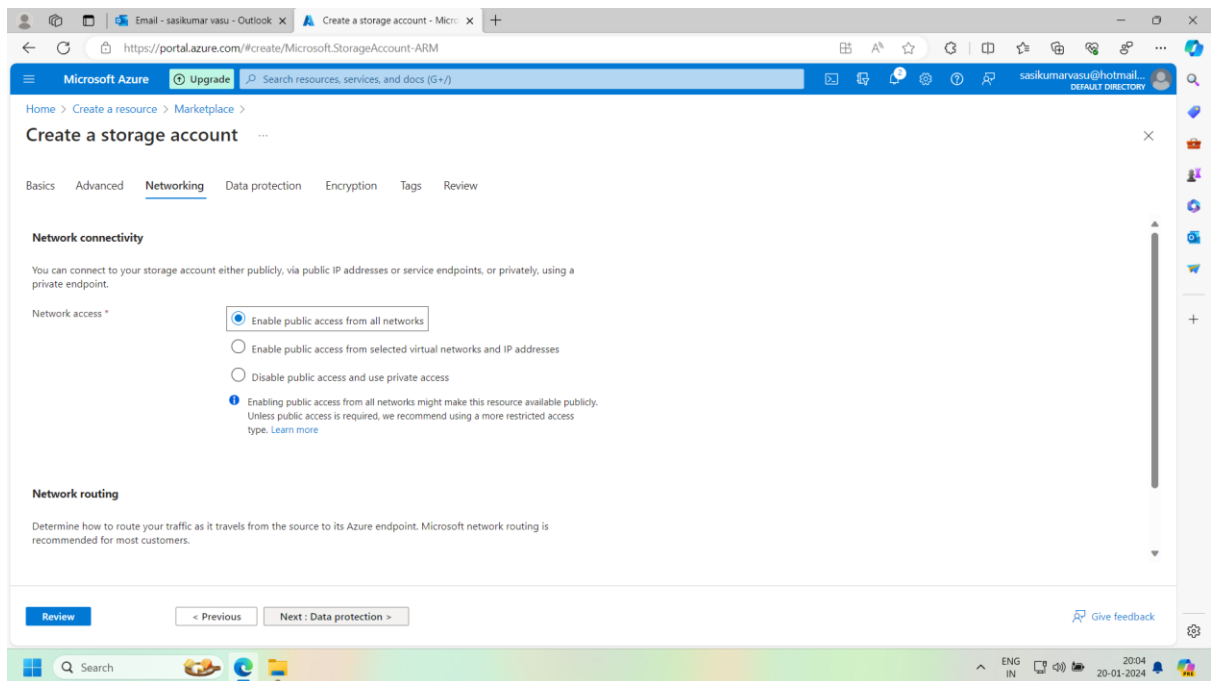 Email - sasikumar vasu - Outlook
Create a storage account - Micro
https://portal.azure.com/#create/Microsoft.StorageAccount-ARM
Microsoft Azure
Upgrade
Search resources, services, and docs (G+/)
2
sasikumarvasu@hotmail...
DEFAULT DIRECTORY
Home > Create a resource > Marketplace >
Create a storage account ...
Basics Advanced Networking Data protection Encryption Tags Review
Network connectivity
You can connect to your storage account either publicly, via public IP addresses or service endpoints, or privately, using a
private endpoint.
Network access *
Enable public access from all networks
Enable public access from selected virtual networks and IP addresses
Disable public access and use private access
Enabling public access from all networks might make this resource available publicly.
Unless public access is required, we recommend using a more restricted access
type. Learn more
Network routing
Determine how to route your traffic as it travels from the source to its Azure endpoint. Microsoft network routing is
recommended for most customers.
Review
< Previous
Next : Data protection >
Give feedback
Search
ENG
IN
20:04
20-01-2024
PRE